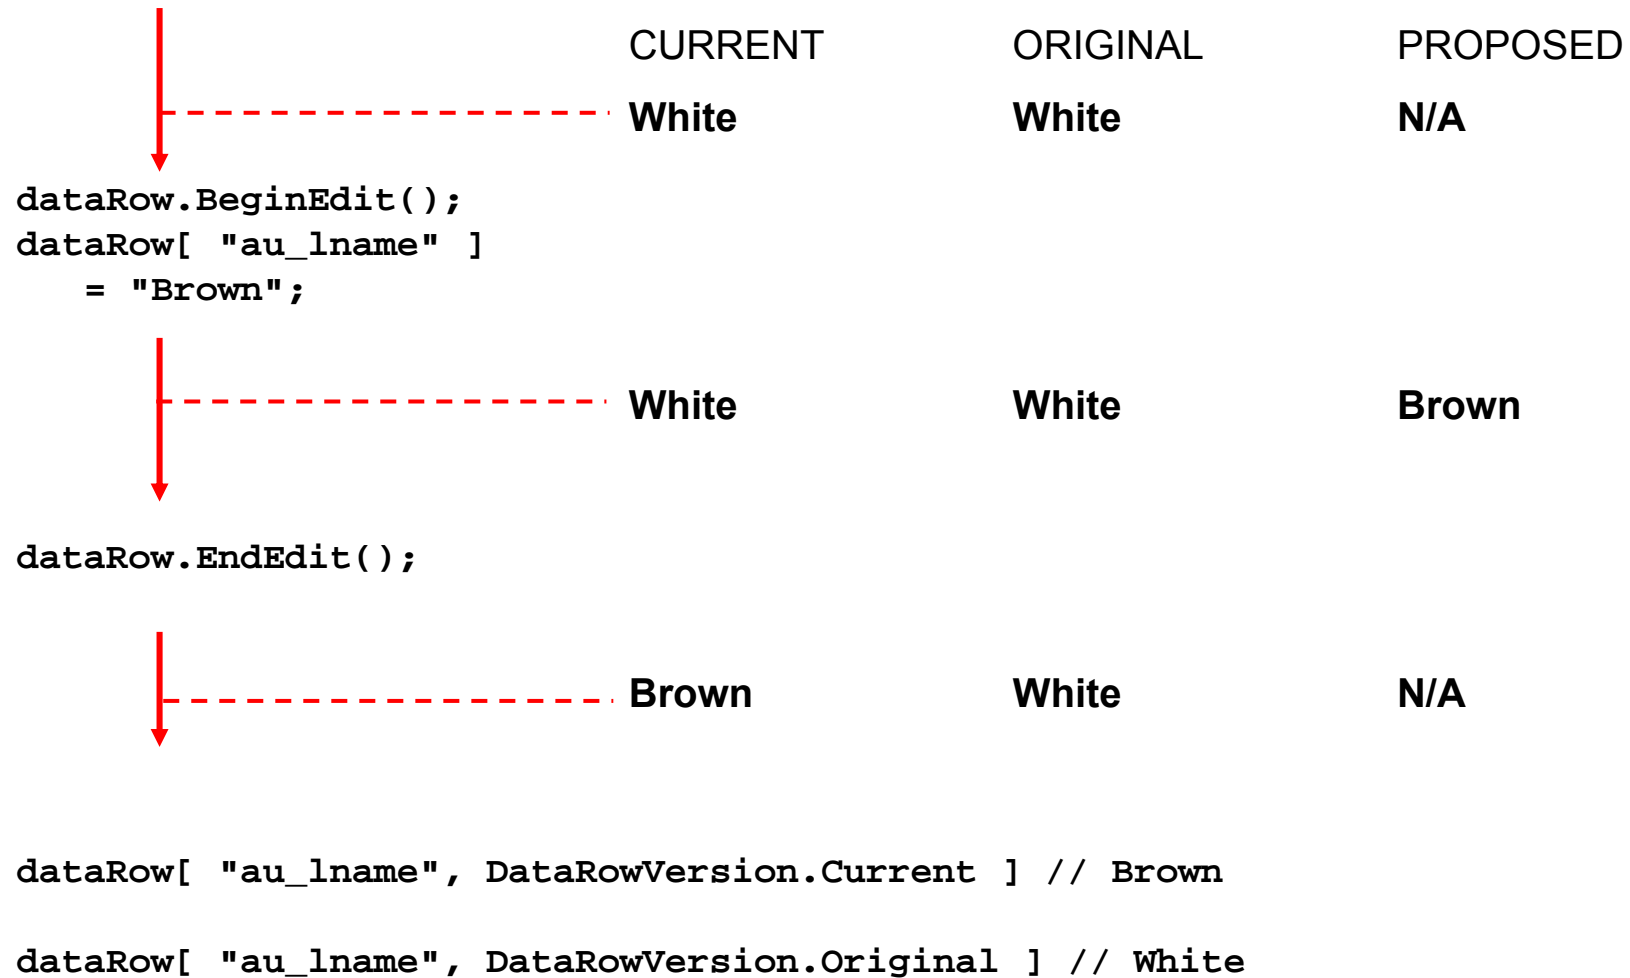 CURRENT ORIGINAL PROPOSED
White White N/A
dataRow.BeginEdit();
dataRow[ "au_lname" ]
= "Brown";
White White Brown
dataRow.EndEdit();
Brown White N/A
dataRow[ "au_lname", DataRowVersion.Current ] // Brown
dataRow[ "au_lname", DataRowVersion.Original ] // White